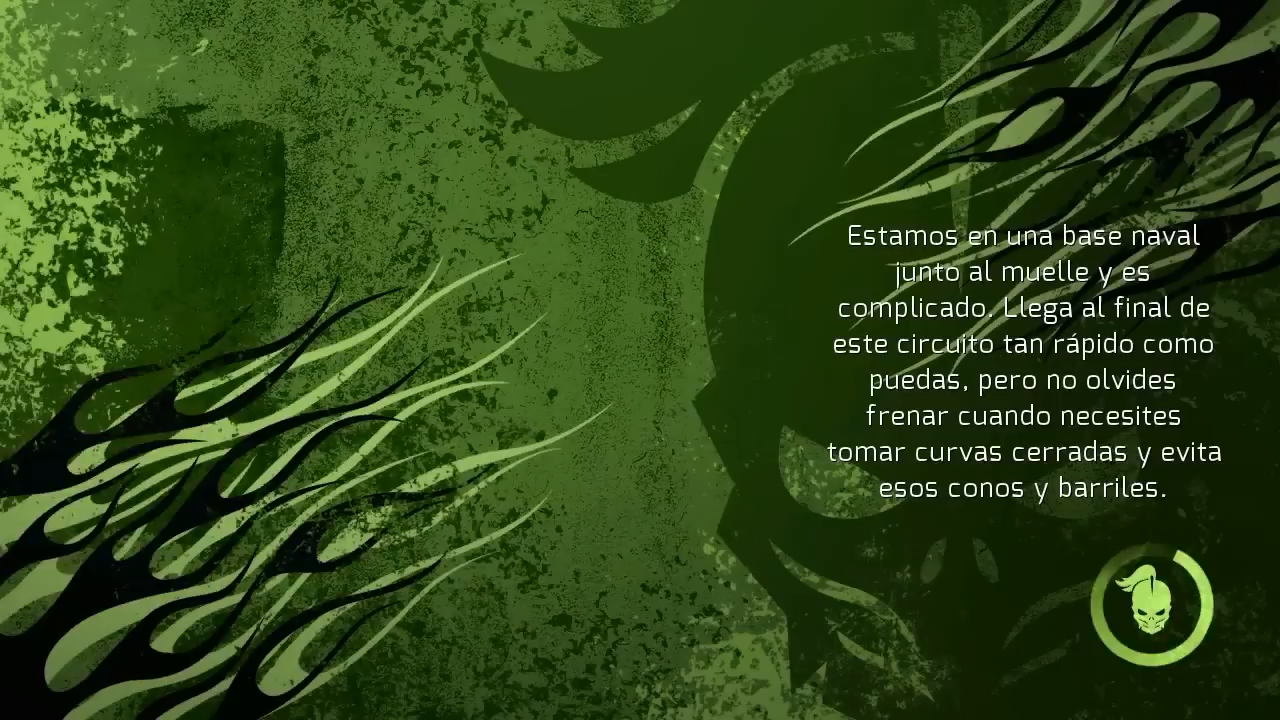 Estamos en una base naval
junto al muelle y es
complicado. Llega al final de
este circuito tan rápido como
puedas, pero no olvides
frenar cuando necesites
tomar curvas cerradas y evita
esos conos y barriles.